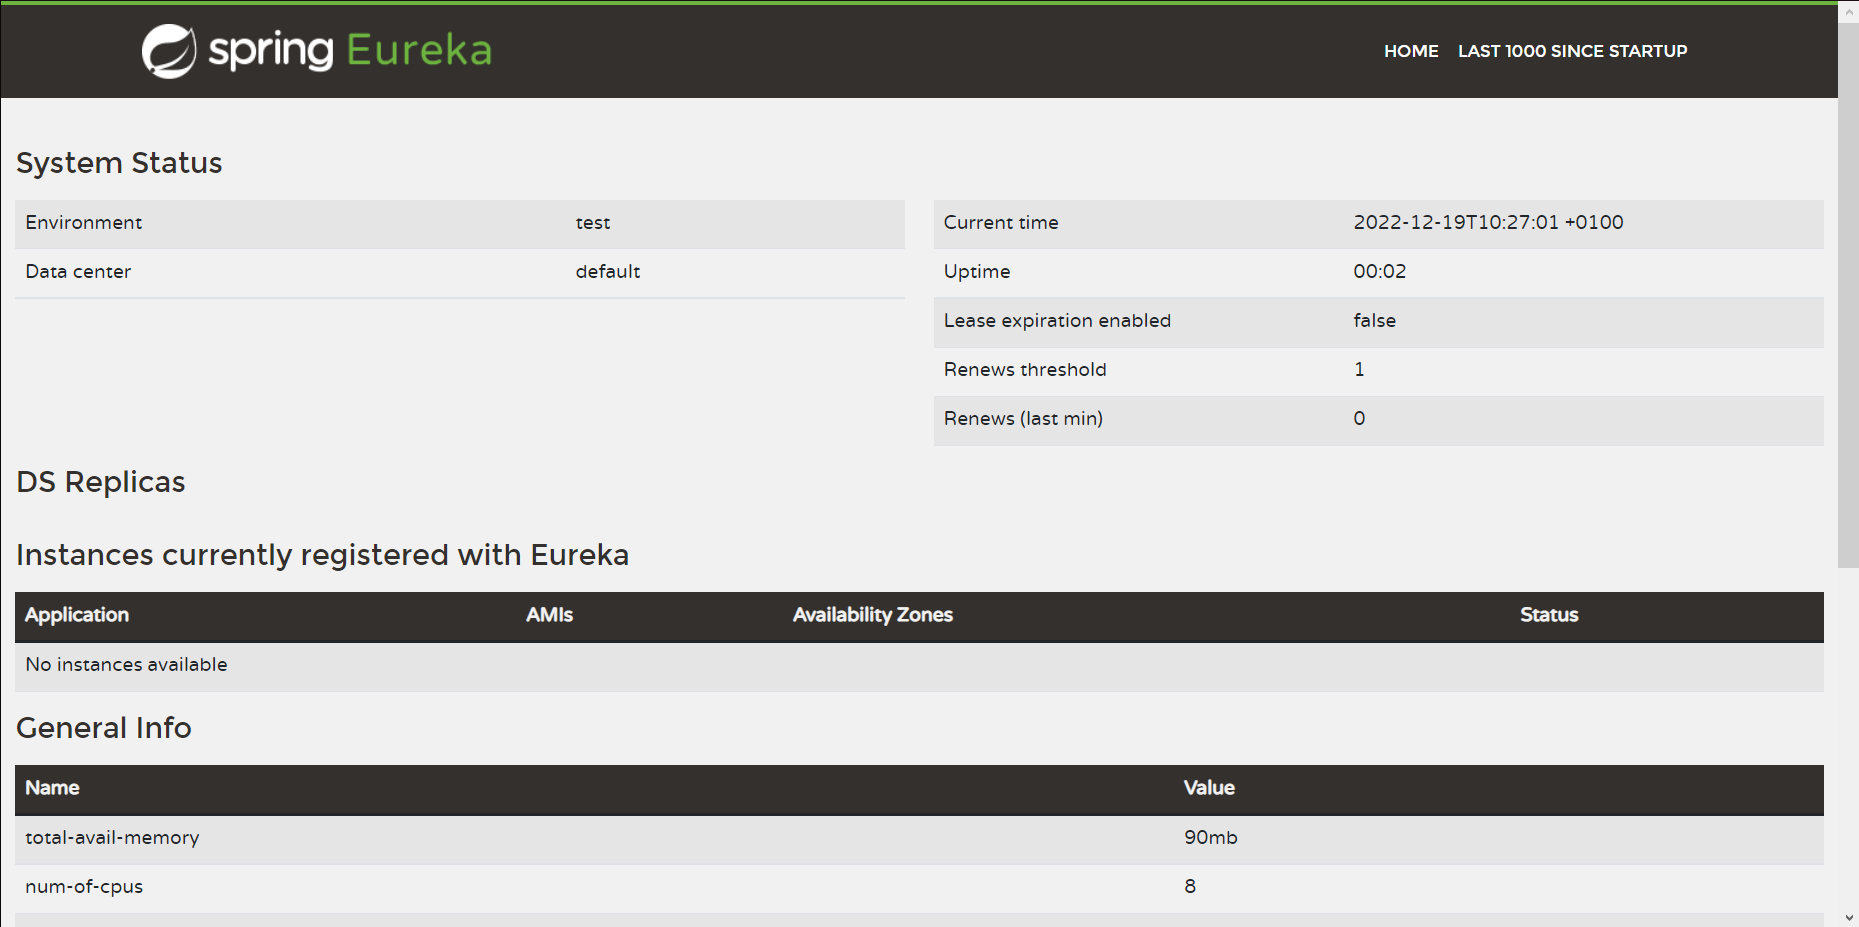 spring Eureka
HOME LAST 1000 SINCE STARTUP
System Status
Environment test
Data center default
Current time 2022-12-19T10:27:01 +0100
Uptime 00:02
Lease expiration enabled false
Renews threshold 1
Renews (last min) 0
DS Replicas
Instances currently registered with Eureka
Application AMIs Availability Zones Status
No instances available
General Info
Name Value
total-avail-memory 90mb
num-of-cpus 8